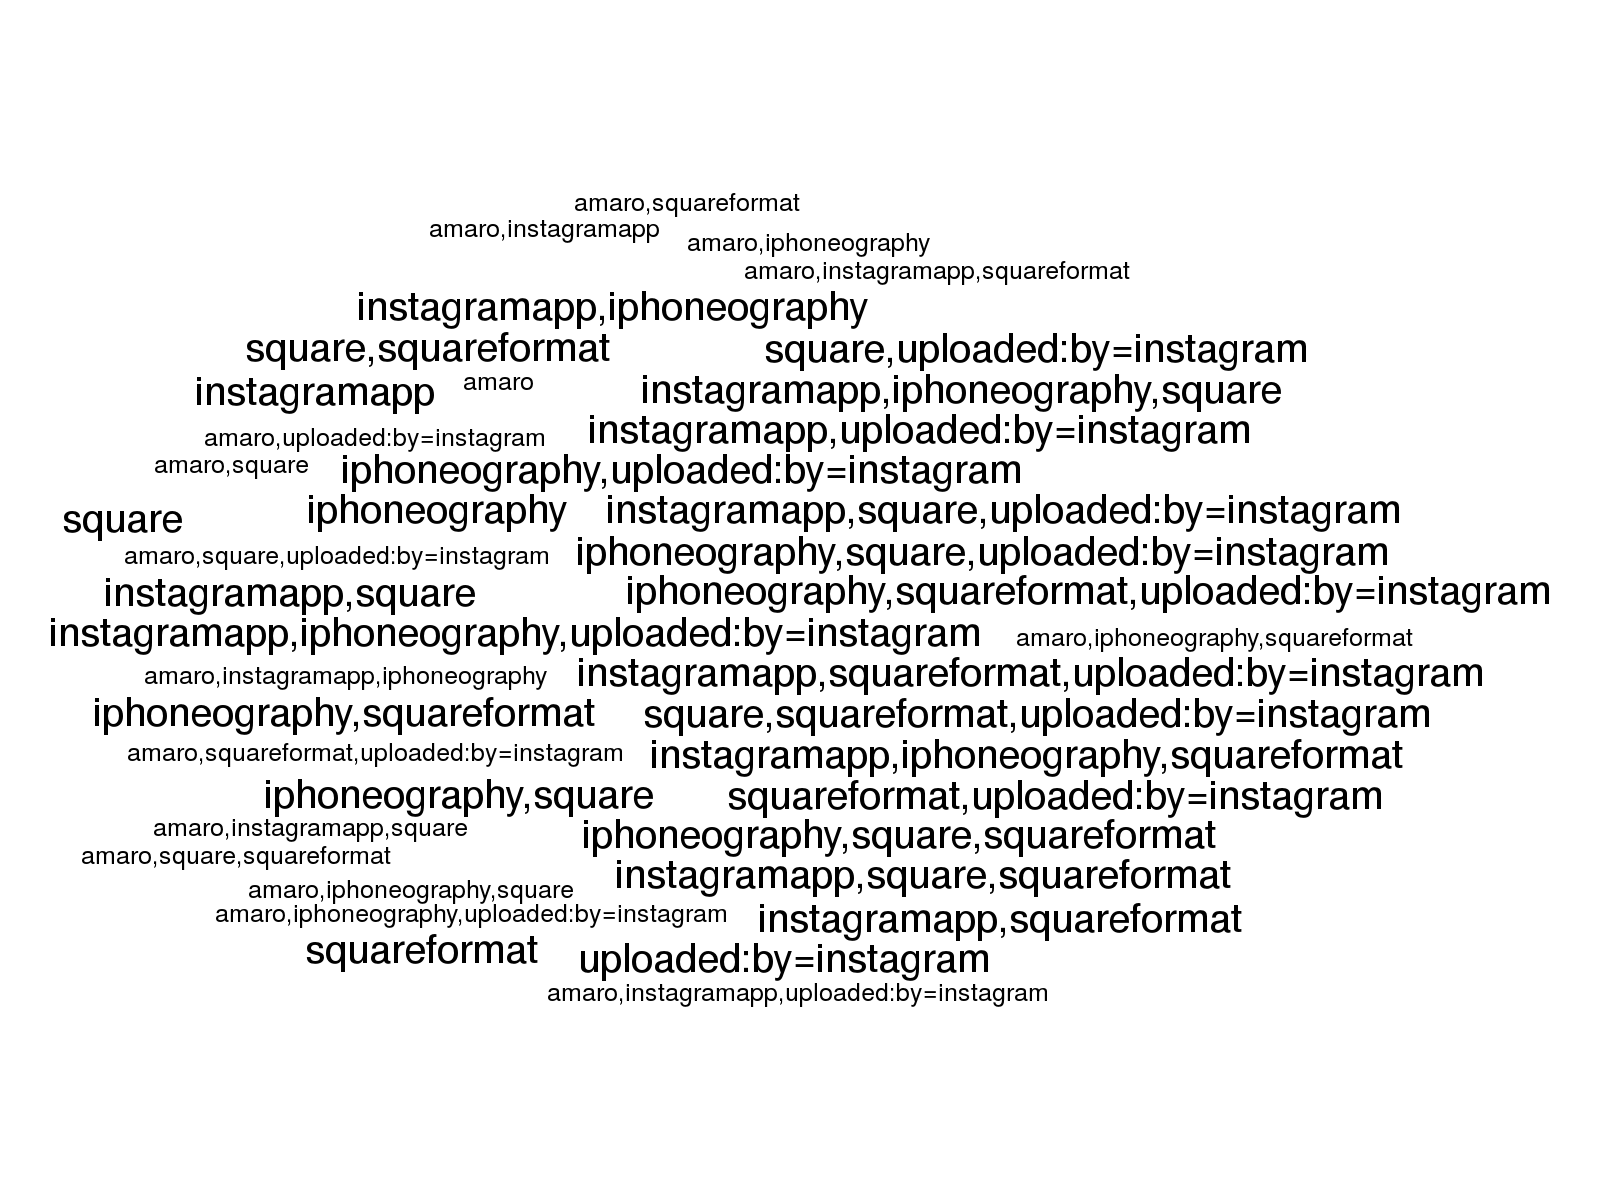 amaro,squareformat
amaro,instagramapp
amaro,iphoneography
amaro,instagramapp,squareformat
instagramapp,iphoneography
square,squareformat
square,uploaded:by=instagram
instagramapp
amaro
instagramapp,iphoneography,square
instagramapp,uploaded:by=instagram
amaro,uploaded:by=instagram
amaro,square
iphoneography,uploaded:by=instagram
square
iphoneography
instagramapp,square,uploaded:by=instagram
amaro,square,uploaded:by=instagram
iphoneography,square,uploaded:by=instagram
instagramapp,square
iphoneography,squareformat,uploaded:by=instagram
instagramapp,iphoneography,uploaded:by=instagram
amaro,iphoneography,squareformat
amaro,instagramapp,iphoneography
instagramapp,squareformat,uploaded:by=instagram
iphoneography,squareformat
square,squareformat,uploaded:by=instagram
amaro,squareformat,uploaded:by=instagram
instagramapp,iphoneography,squareformat
iphoneography,square
squareformat,uploaded:by=instagram
amaro,instagramapp,square
iphoneography,square,squareformat
amaro,square,squareformat
instagramapp,square,squareformat
amaro,iphoneography,square
amaro,iphoneography,uploaded:by=instagram
instagramapp,squareformat
squareformat
uploaded:by=instagram
amaro,instagramapp,uploaded:by=instagram